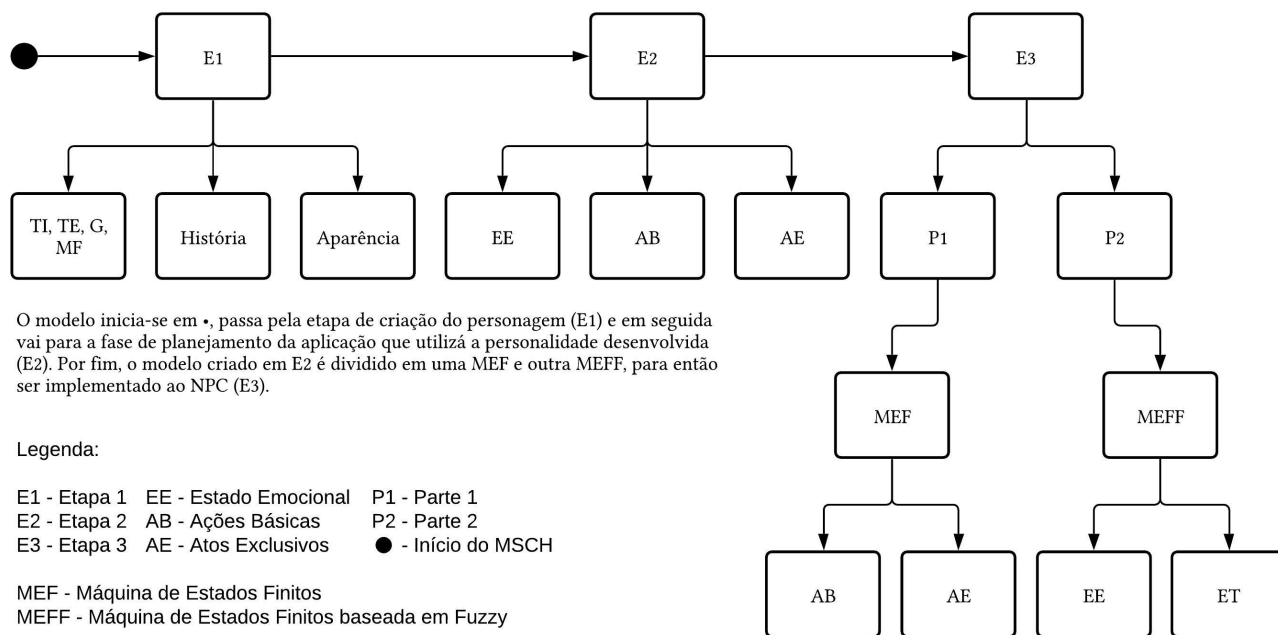 E1
E2
E3
TI, TE, G,
MF
História
Aparência
EE
AB
AE
P1
P2
O modelo inicia-se em •, passa pela etapa de criação do personagem (E1) e em seguida
vai para a fase de planejamento da aplicação que utilizá a personalidade desenvolvida
(E2). Por fim, o modelo criado em E2 é dividido em uma MEF e outra MEFF, para então
ser implementado ao NPC (E3).
MEF
MEFF
Legenda:
E1 - Etapa 1 EE - Estado Emocional P1 - Parte 1
E2 - Etapa 2 AB - Ações Básicas P2 - Parte 2
E3 - Etapa 3 AE - Atos Exclusivos ● - Início do MSCH
MEF - Máquina de Estados Finitos
MEFF - Máquina de Estados Finitos baseada em Fuzzy
AB
AE
EE
ET